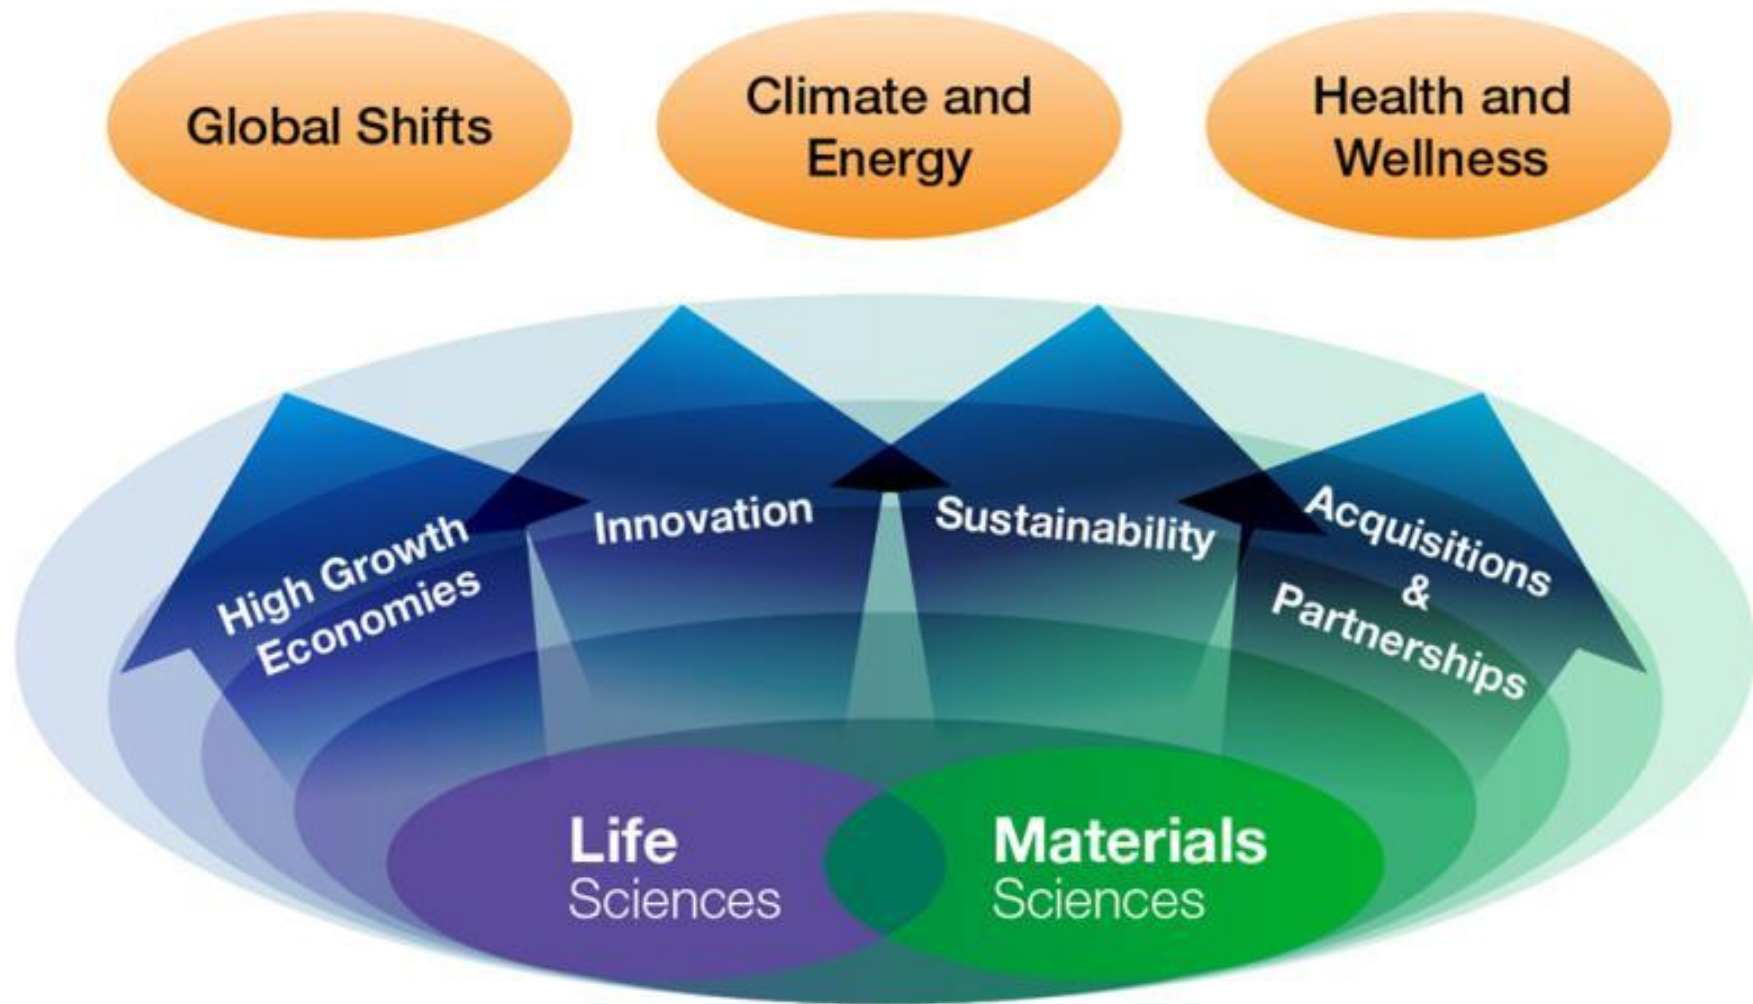 Global Shifts
Climate and
Energy
Health and
Wellness
High Growth
Economies
Innovation
Sustainability
Acquisitions
&
Partnerships
Life
Sciences
Materials
Sciences